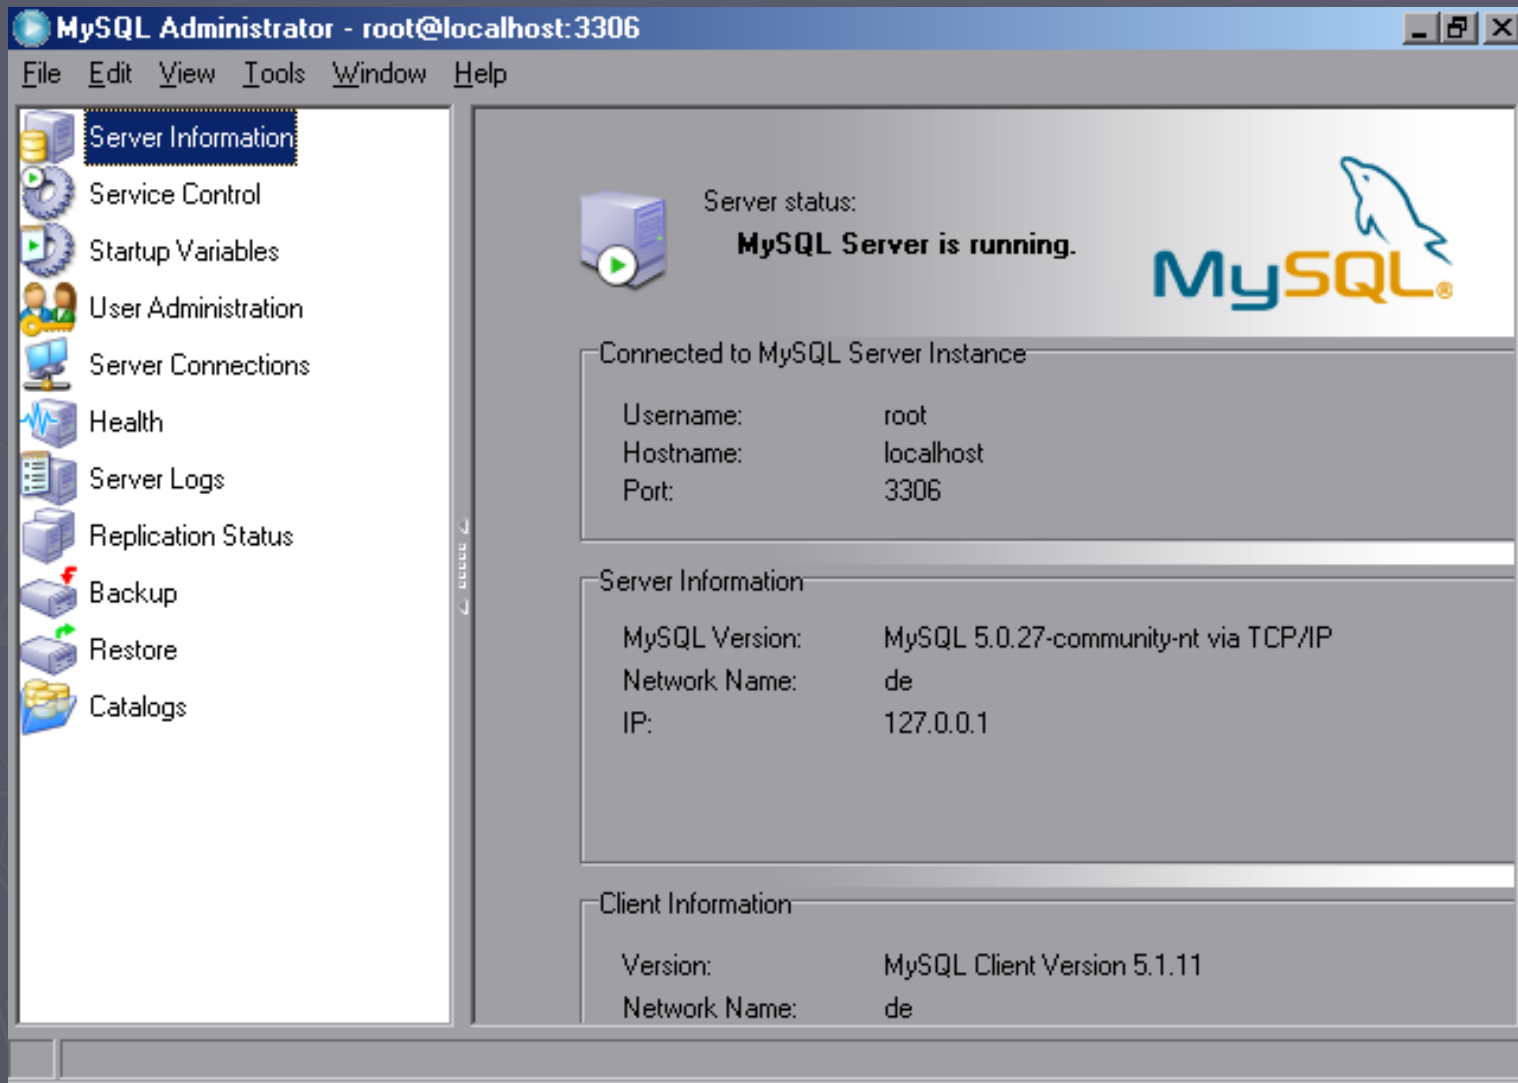 MySQL Administrator - root@localhost:3306
File Edit View Tools Window Help
Server Information
Service Control
Startup Variables
User Administration
Server Connections
Health
Server Logs
Replication Status
Backup
Restore
Catalogs
Server status:
MySQL Server is running.
MySQL®
Connected to MySQL Server Instance
Username: root
Hostname: localhost
Port: 3306
Server Information
MySQL Version: MySQL 5.0.27-community-nt via TCP/IP
Network Name: de
IP: 127.0.0.1
Client Information
Version: MySQL Client Version 5.1.11
Network Name: de